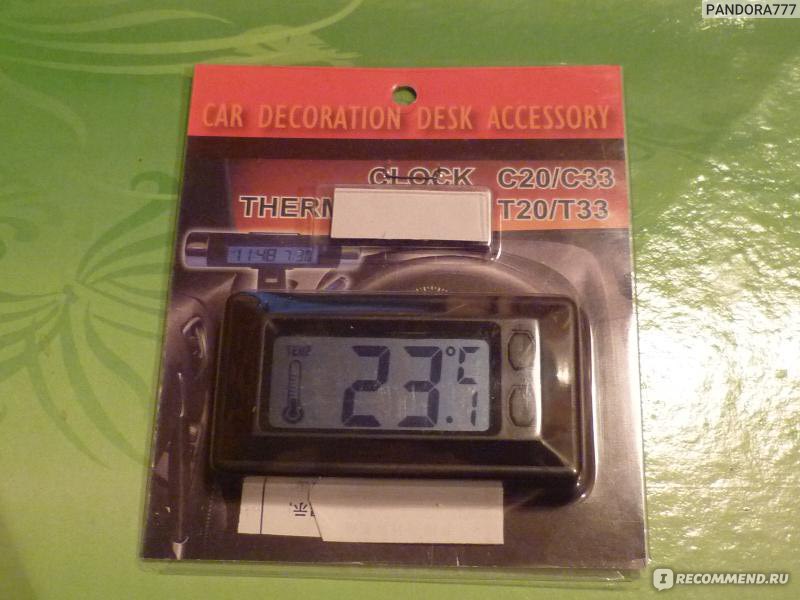 PANDORA777
CAR DECORATION DESK ACCESSORY
CLOCK C20/C33
THERM T20/T33
TEMP
23.1 °C
I RECOMMEND.RU